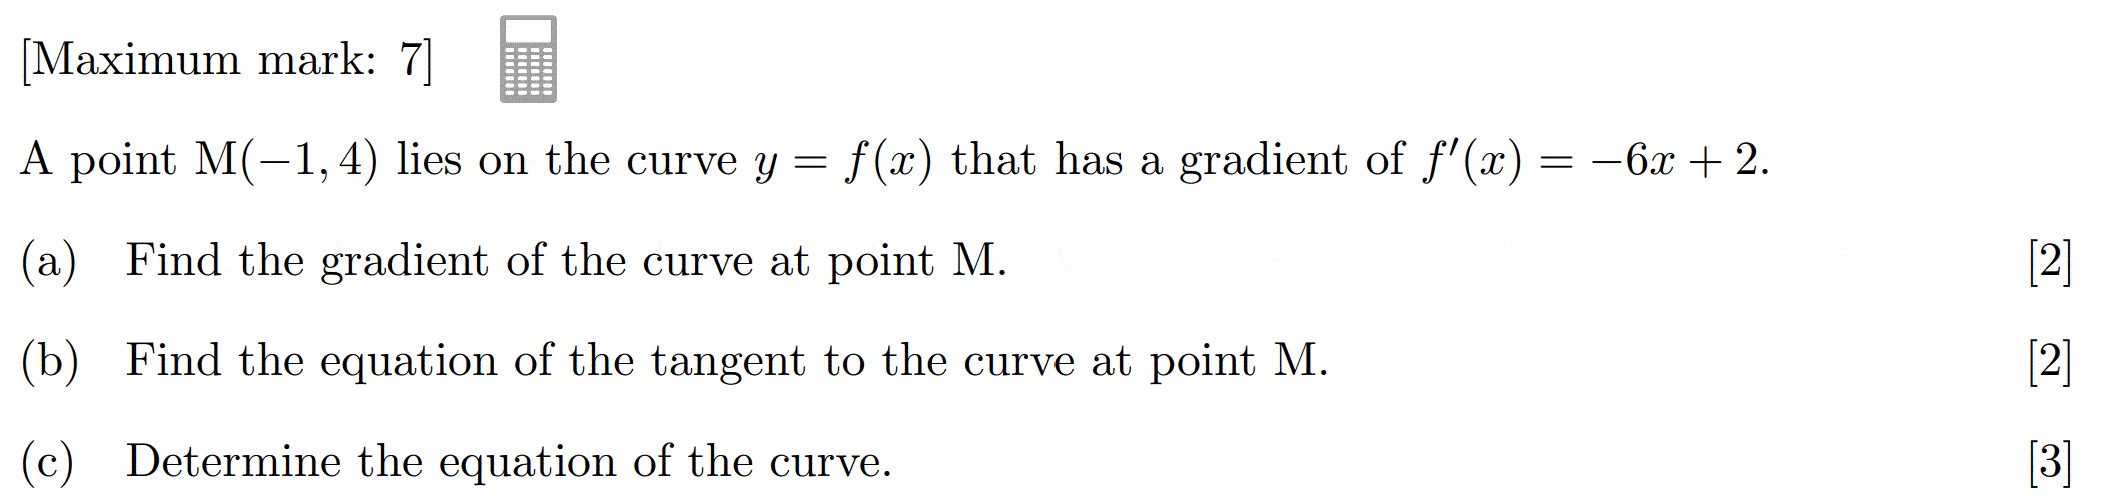 [Maximum mark: 7]
A point M(−1, 4) lies on the curve y = f(x) that has a gradient of f′(x) = −6x + 2.
(a) Find the gradient of the curve at point M. [2]
(b) Find the equation of the tangent to the curve at point M. [2]
(c) Determine the equation of the curve. [3]